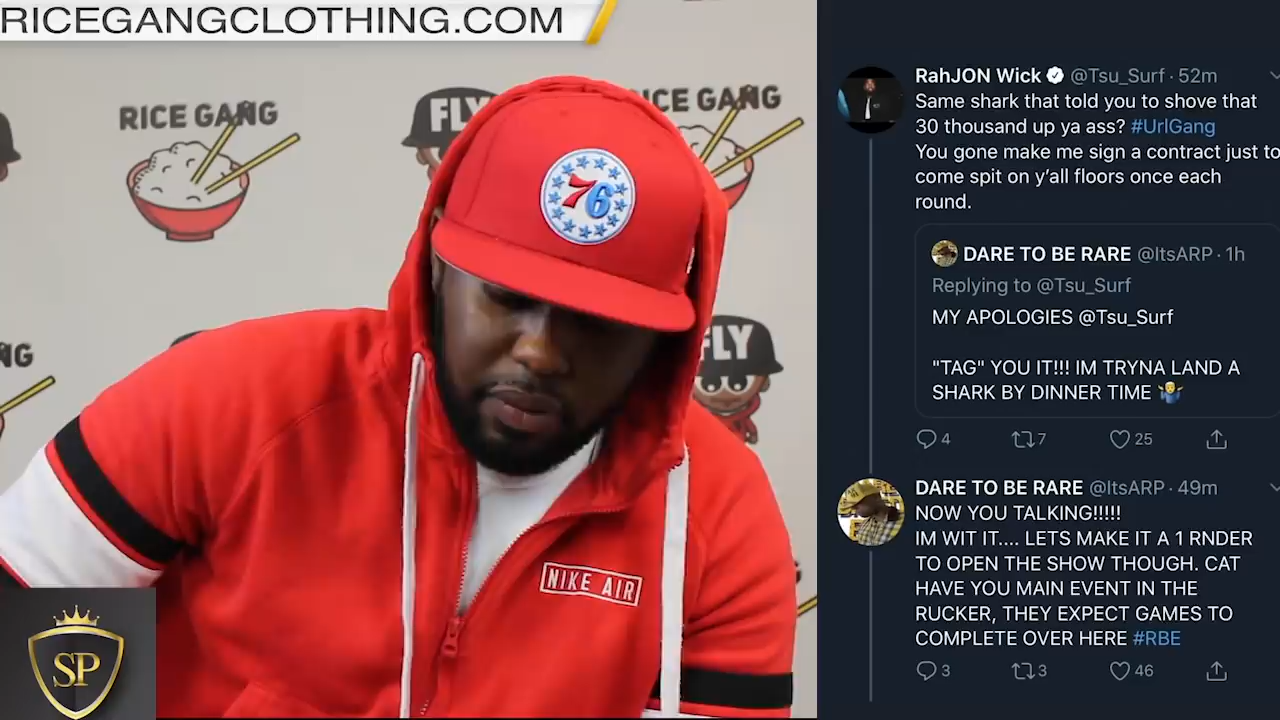 RICEGANGCLOTHING.COM
RICE GANG
FLY
ICE GANG
76
NG
FLY
NIKE AIR
SP
RahJON Wick @Tsu_Surf · 52m
Same shark that told you to shove that
30 thousand up ya ass? #UrlGang
You gone make me sign a contract just to
come spit on y'all floors once each
round.
DARE TO BE RARE @ItsARP · 1h
Replying to @Tsu_Surf
MY APOLOGIES @Tsu_Surf
"TAG" YOU IT!!! IM TRYNA LAND A
SHARK BY DINNER TIME 🤷‍♂️
4 7 25
DARE TO BE RARE @ItsARP · 49m
NOW YOU TALKING!!!!!
IM WIT IT.... LETS MAKE IT A 1 RNDER
TO OPEN THE SHOW THOUGH. CAT
HAVE YOU MAIN EVENT IN THE
RUCKER, THEY EXPECT GAMES TO
COMPLETE OVER HERE #RBE
3 3 46